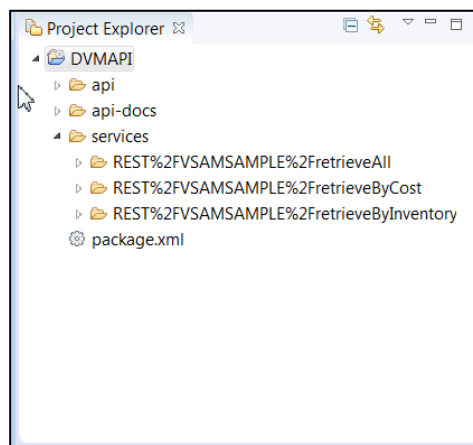 Project Explorer
DVMAPI
api
api-docs
services
REST%2FVSAMSAMPLE%2FretrieveAll
REST%2FVSAMSAMPLE%2FretrieveByCost
REST%2FVSAMSAMPLE%2FretrieveByInventory
package.xml